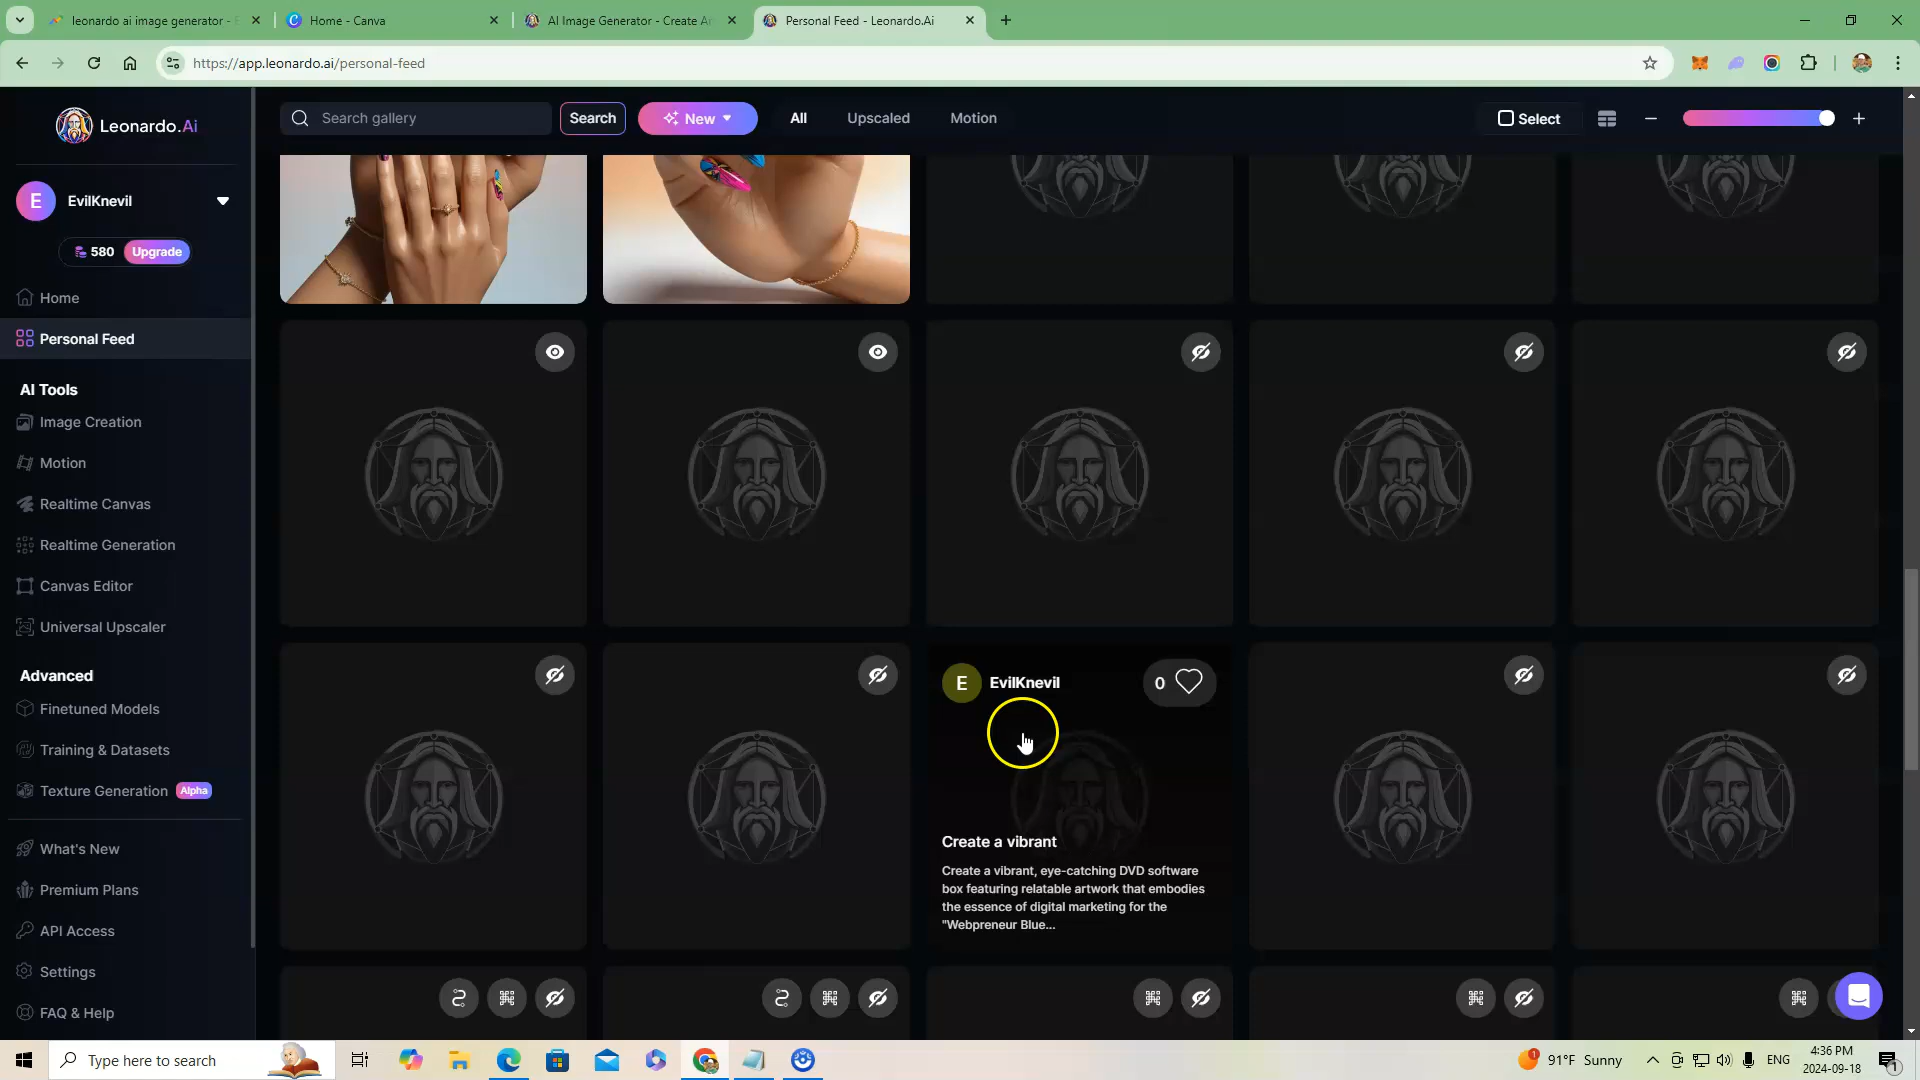 leonardo ai image generator -
Home - Canva
AI Image Generator - Create Ar
Personal Feed - Leonardo.Ai
https://app.leonardo.ai/personal-feed
Leonardo.Ai
Search gallery
Search
New
All
Upscaled
Motion
Select
E
EvilKnevil
580
Upgrade
Home
Personal Feed
AI Tools
Image Creation
Motion
Realtime Canvas
Realtime Generation
Canvas Editor
Universal Upscaler
Advanced
Finetuned Models
Training & Datasets
Texture Generation Alpha
What's New
Premium Plans
API Access
Settings
FAQ & Help
E
EvilKnevil
0
Create a vibrant
Create a vibrant, eye-catching DVD software
box featuring relatable artwork that embodies
the essence of digital marketing for the
"Webpreneur Blue...
Type here to search
91°F Sunny
ENG
4:36 PM
2024-09-18